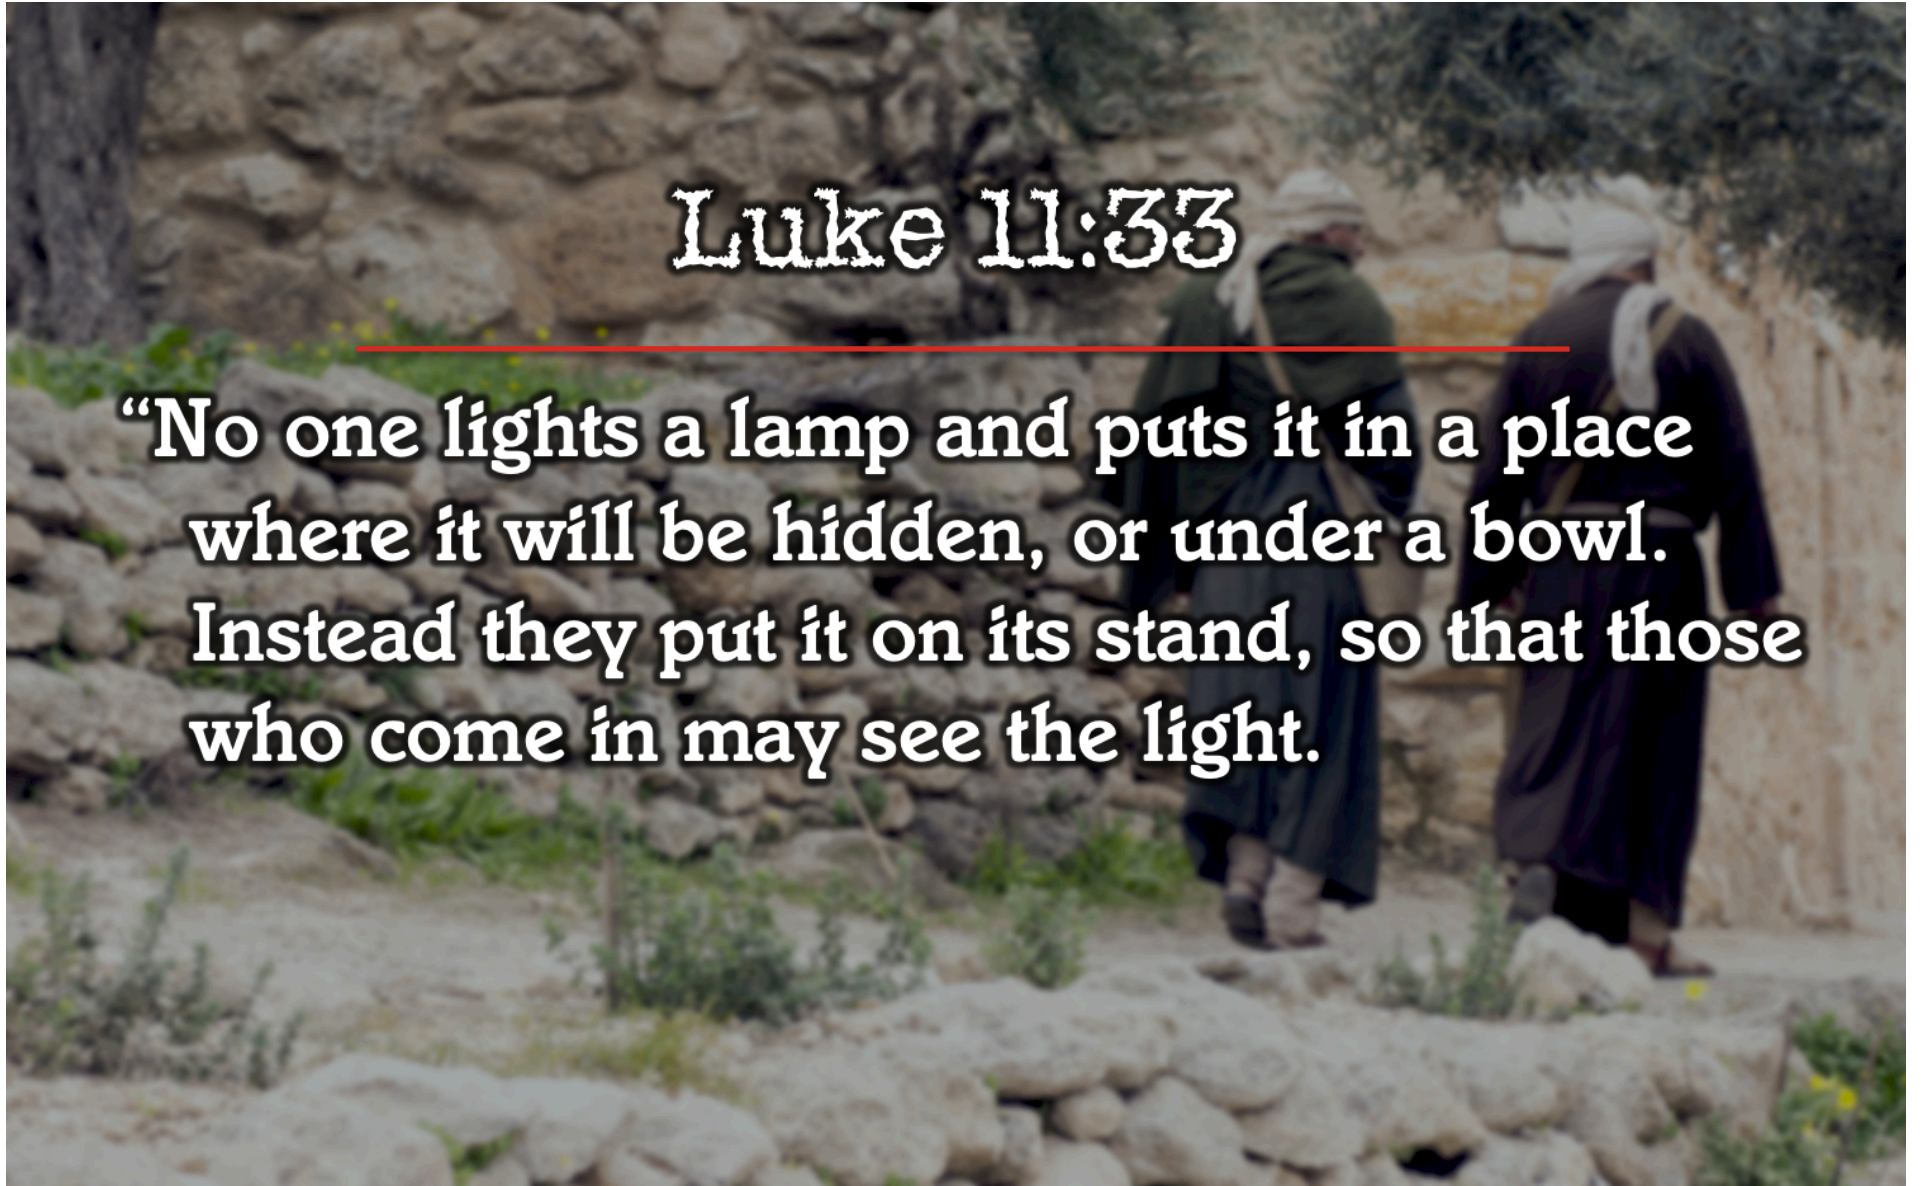 Luke 11:33
“No one lights a lamp and puts it in a place
where it will be hidden, or under a bowl.
Instead they put it on its stand, so that those
who come in may see the light.